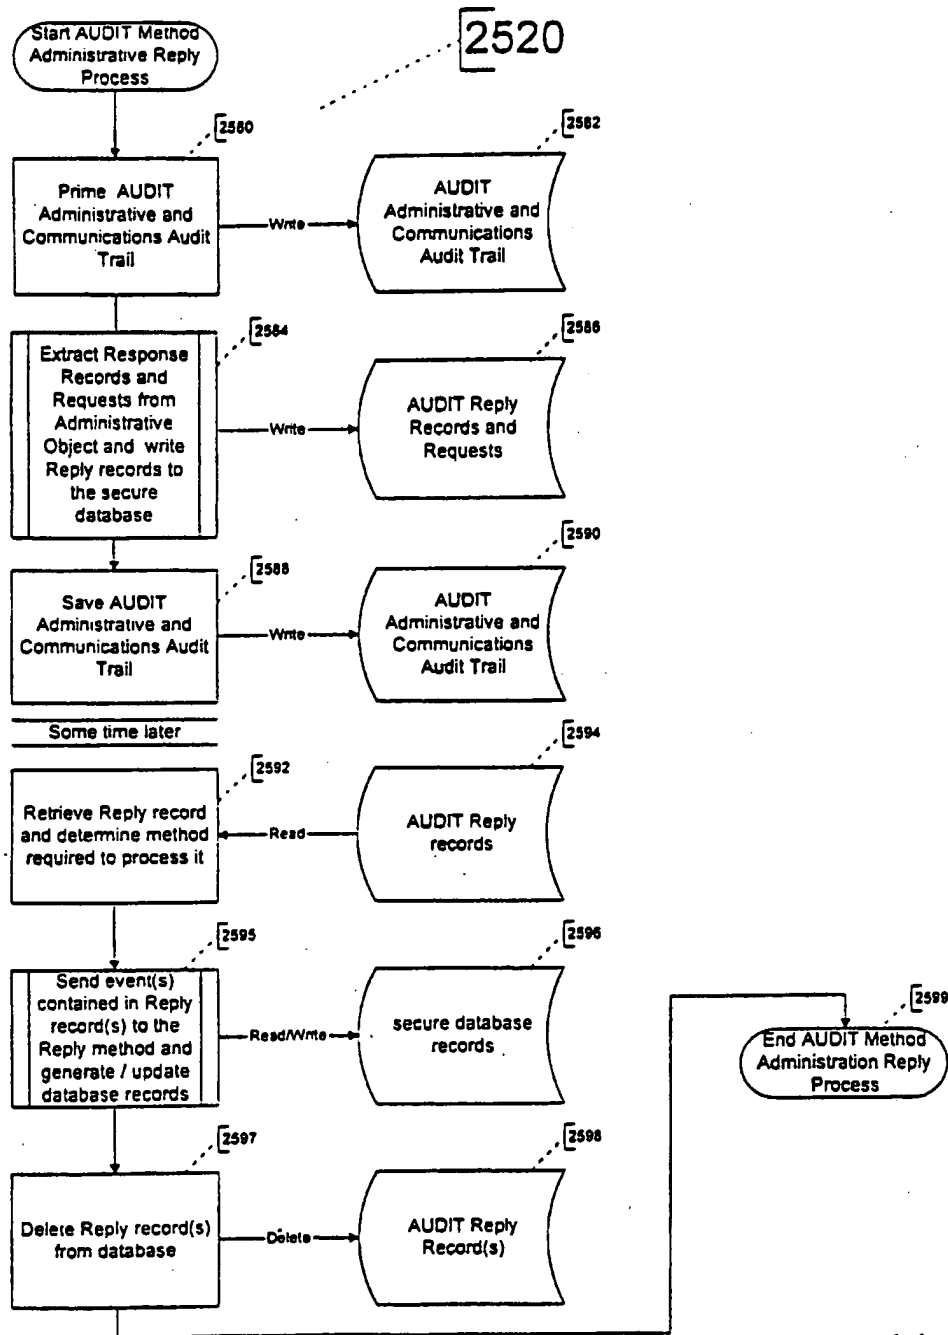 2520
Start AUDIT Method
Administrative Reply
Process
2580
Prime AUDIT
Administrative and
Communications Audit
Trail
Write
2582
AUDIT
Administrative and
Communications
Audit Trail
2584
Extract Response
Records and
Requests from
Administrative
Object and write
Reply records to
the secure
database
Write
2586
AUDIT Reply
Records and
Requests
2588
Save AUDIT
Administrative and
Communications Audit
Trail
Write
2590
AUDIT
Administrative and
Communications
Audit Trail
Some time later
2592
Retrieve Reply record
and determine method
required to process it
Read
2594
AUDIT Reply
records
2595
Send event(s)
contained in Reply
record(s) to the
Reply method and
generate / update
database records
Read/Write
2596
secure database
records
2597
Delete Reply record(s)
from database
Delete
2598
AUDIT Reply
Record(s)
2599
End AUDIT Method
Administration Reply
Process